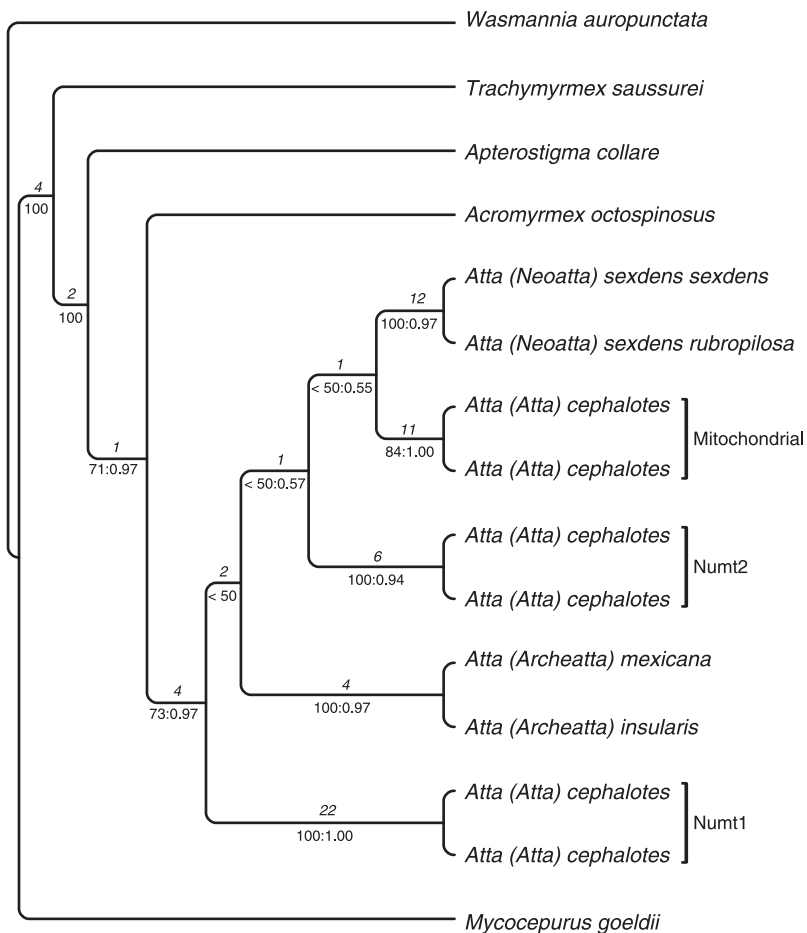 Wasmannia auropunctata
Trachymyrmex saussurei
Apterostigma collare
4
100
Acromyrmex octospinosus
Atta (Neoatta) sexdens sexdens
2
100
12
100:0.97
Atta (Neoatta) sexdens rubropilosa
1
< 50:0.55
Atta (Atta) cephalotes
11
84:1.00
Mitochondrial
1
71:0.97
1
< 50:0.57
Atta (Atta) cephalotes
Atta (Atta) cephalotes
6
100:0.94
Numt2
2
< 50
Atta (Atta) cephalotes
Atta (Archeatta) mexicana
4
73:0.97
4
100:0.97
Atta (Archeatta) insularis
Atta (Atta) cephalotes
22
100:1.00
Numt1
Atta (Atta) cephalotes
Mycocepurus goeldii